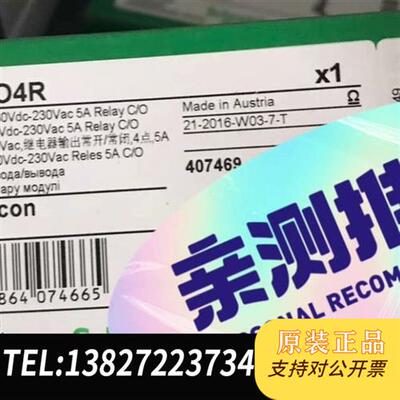 O4R
x1
0Vdc-230Vac 5A Relay C/O
Vdc-230Vac 5A Relay C/O
Vac,继电器输出常开/常闭,4点,5A
Vdc-230Vac Reles 5A C/O
вода/вывода
ару модулі
con
Made in Austria
21-2016-W03-7-T
407469
864 074665
亲测推
SONAL RECOM
TEL:13827223734
原装正品
支持对公开票